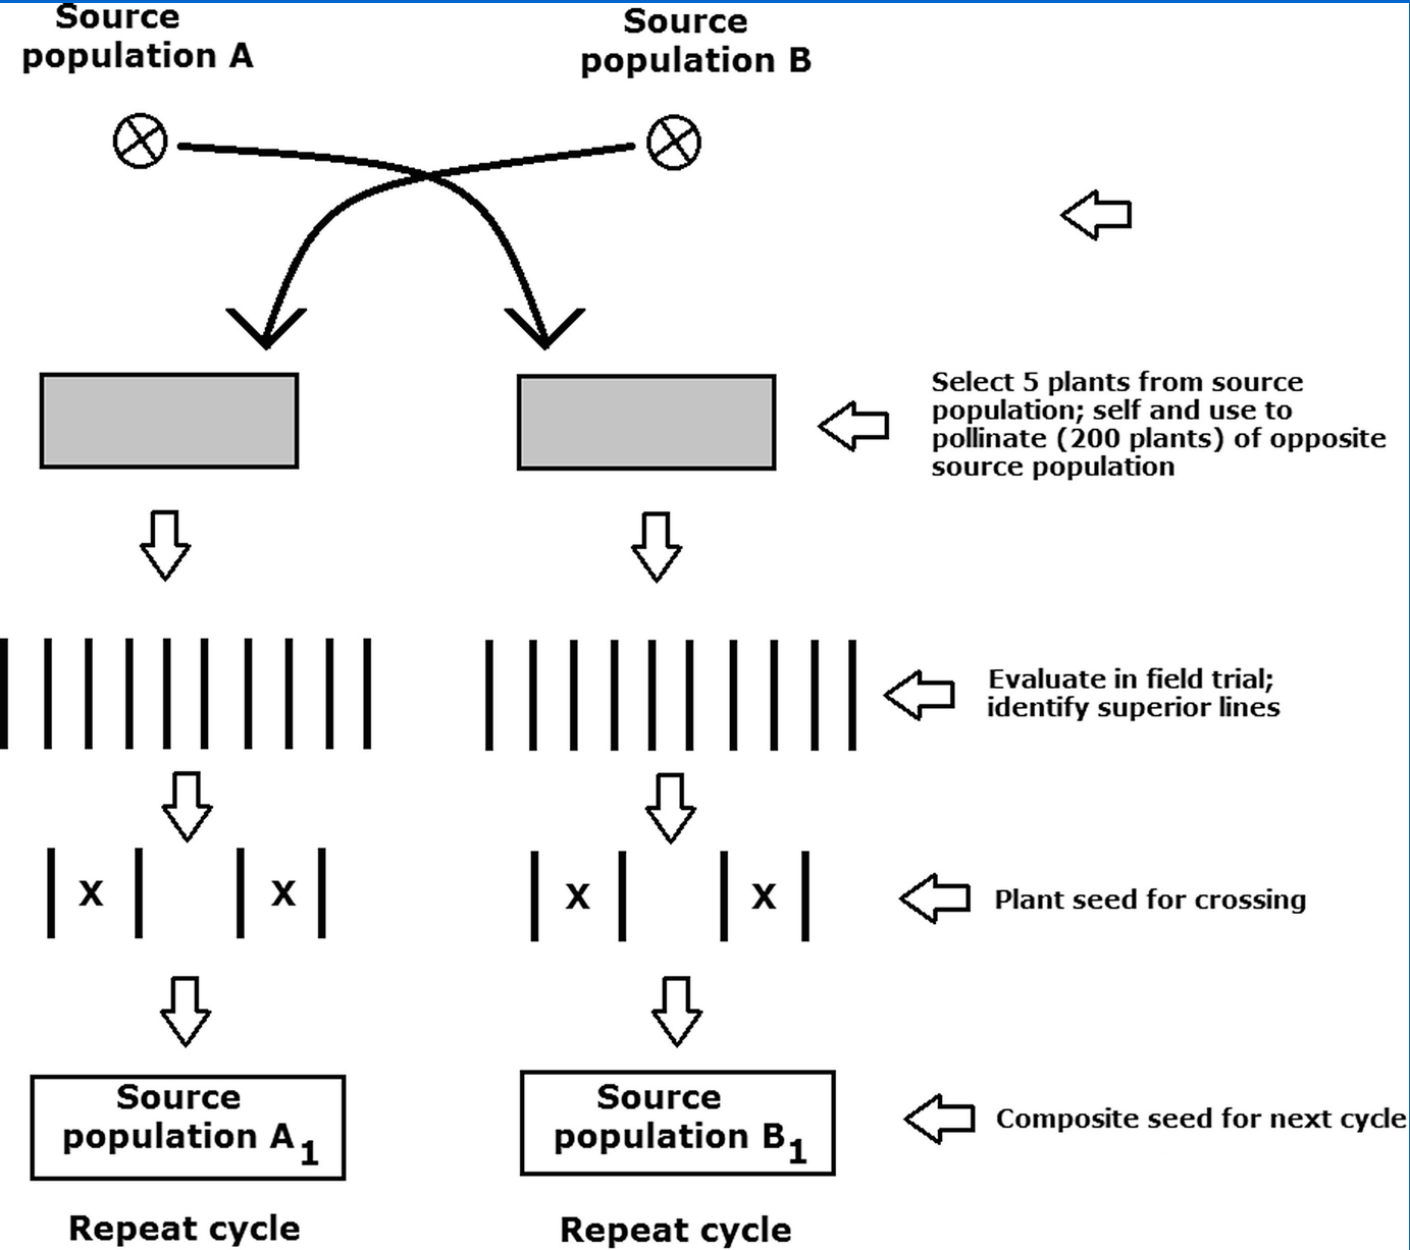 Source
population A
Source
population B
Select 5 plants from source
population; self and use to
pollinate (200 plants) of opposite
source population
Evaluate in field trial;
identify superior lines
x
x
x
x
Plant seed for crossing
Source
population A1
Source
population B1
Composite seed for next cycle
Repeat cycle
Repeat cycle